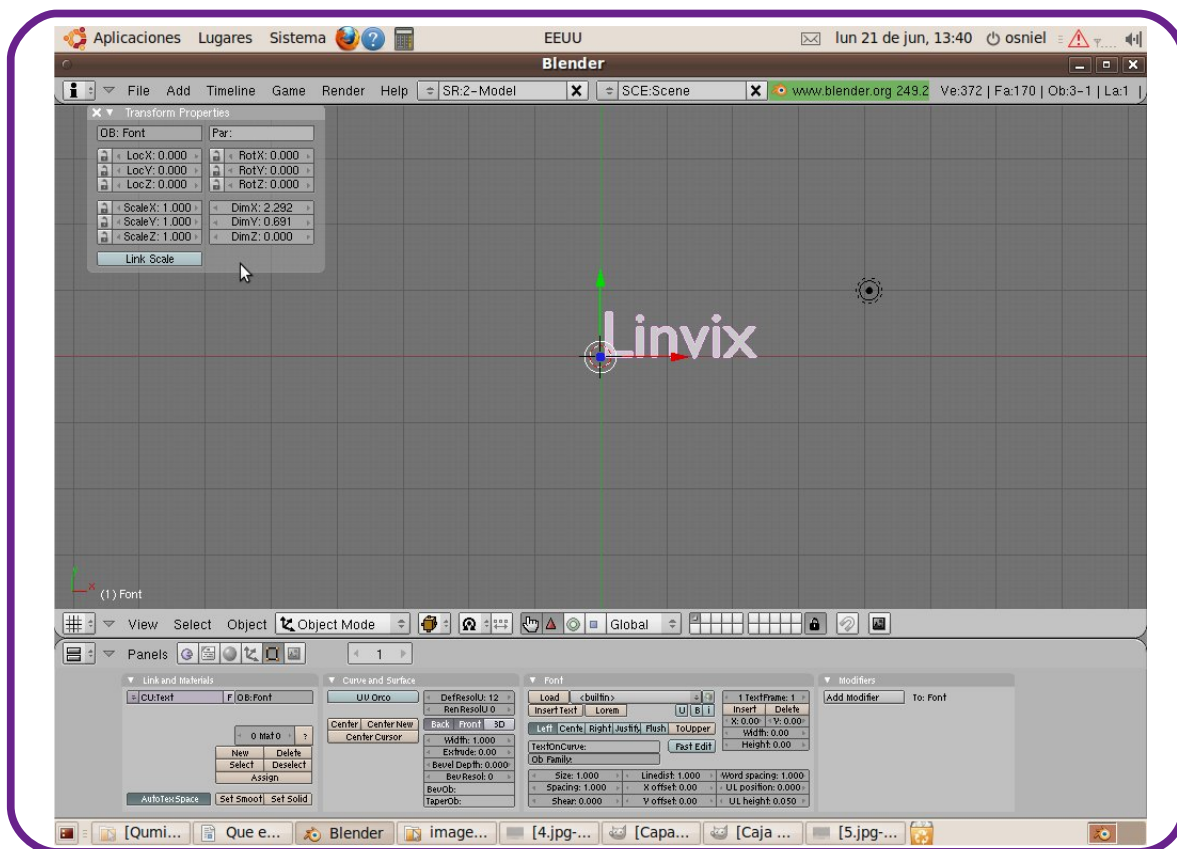 Aplicaciones Lugares Sistema EEUU lun 21 de jun, 13:40 osniel
Blender
File Add Timeline Game Render Help SR:2-Model SCE:Scene www.blender.org 249.2 Ve:372 | Fa:170 | Ob:3-1 | La:1
Transform Properties
OB: Font Par:
LocX: 0.000 RotX: 0.000
LocY: 0.000 RotY: 0.000
LocZ: 0.000 RotZ: 0.000
ScaleX: 1.000 DimX: 2.292
ScaleY: 1.000 DimY: 0.691
ScaleZ: 1.000 DimZ: 0.000
Link Scale
Linvix
x
(1) Font
View Select Object Object Mode Global
Panels 1
Link and Materials Curve and Surface Font Modifiers
CU:Text F OB:Font UV Orco DefResolU: 12 Load <builtin> 1 TextFrame: 1 Add Modifier To: Font
RenResolU 0 Insert Text Lorem U B i Insert Delete
Center Center New Back Front 3D Left Cente Right Justify Flush ToUpper X: 0.00 Y: 0.00
0 Mat 0 ? Center Cursor Width: 1.000 Width: 0.00
New Delete Extrude: 0.00 TextOnCurve: Fast Edit Height: 0.00
Select Deselect Bevel Depth: 0.000 Ob Family:
Assign BevResol: 0 Size: 1.000 Linedist: 1.000 Word spacing: 1.000
BevOb: Spacing: 1.000 X offset: 0.00 UL position: 0.000
AutoTexSpace Set Smoot Set Solid TaperOb: Shear: 0.000 Y offset: 0.00 UL height: 0.050
[Qumi... Que e... Blender image... [4.jpg-... [Capa... [Caja ... [5.jpg-...